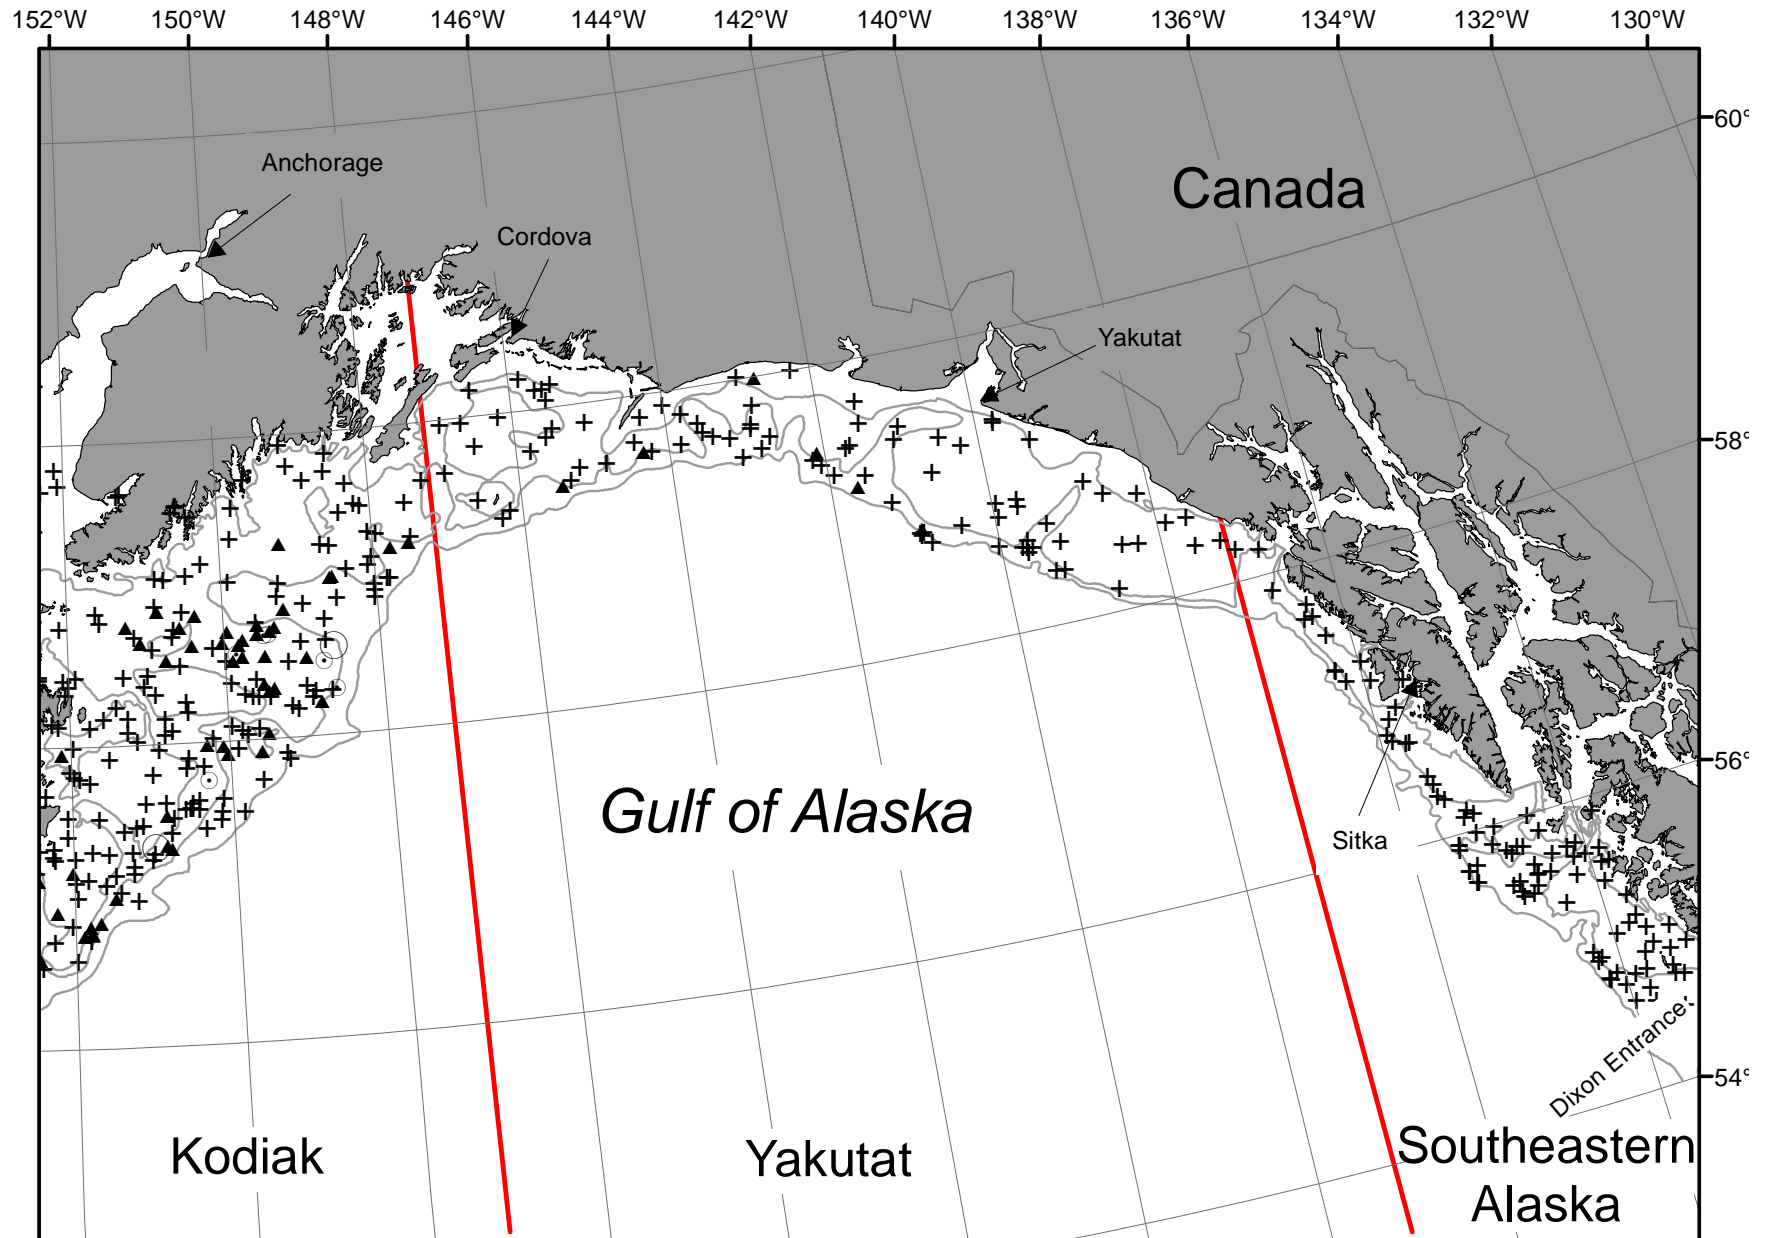 152°W 150°W 148°W 146°W 144°W 142°W 140°W 138°W 136°W 134°W 132°W 130°W
60°
Anchorage
Canada
Cordova
Yakutat
58°
56°
Gulf of Alaska
Sitka
Dixon Entrance
54°
Kodiak
Yakutat
Southeastern
Alaska